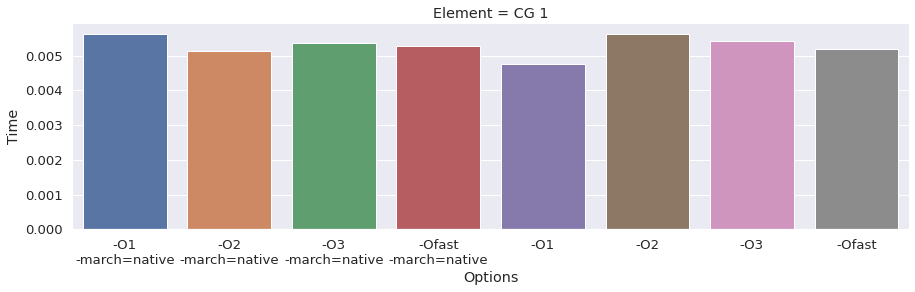 Element = CG 1
Time
0.005
0.004
0.003
0.002
0.001
0.000
-O1
-march=native
-O2
-march=native
-O3
-march=native
-Ofast
-march=native
-O1
-O2
-O3
-Ofast
Options